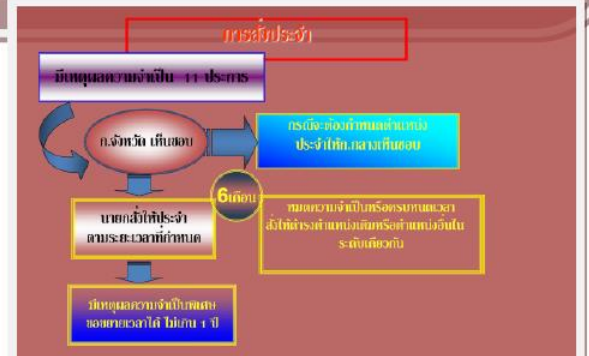 การสั่งประจำ
มีเหตุผลความจำเป็น 11 ประการ
ก.จังหวัด เห็นชอบ
กรณีจะต้องกำหนดตำแหน่ง
ประจำให้ก.กลางเห็นชอบ
6เดือน
นายกสั่งให้ประจำ
ตามระยะเวลาที่กำหนด
หมดความจำเป็นหรือครบหนดเวลา
สั่งให้ดำรงตำแหน่งเดิมหรือตำแหน่งอื่นใน
ระดับเดียวกัน
มีเหตุผลความจำเป็นพิเศษ
ขอขยายเวลาได้ ไม่เกิน 1 ปี